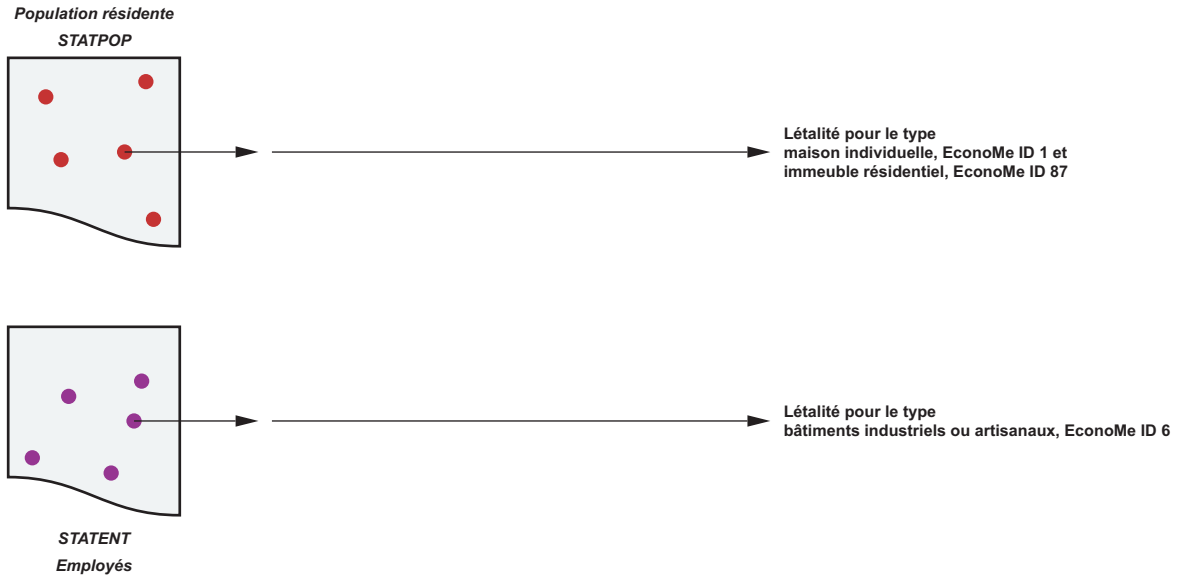 Population résidente
STATPOP
Létalité pour le type
maison individuelle, EconoMe ID 1 et
immeuble résidentiel, EconoMe ID 87
Létalité pour le type
bâtiments industriels ou artisanaux, EconoMe ID 6
STATENT
Employés